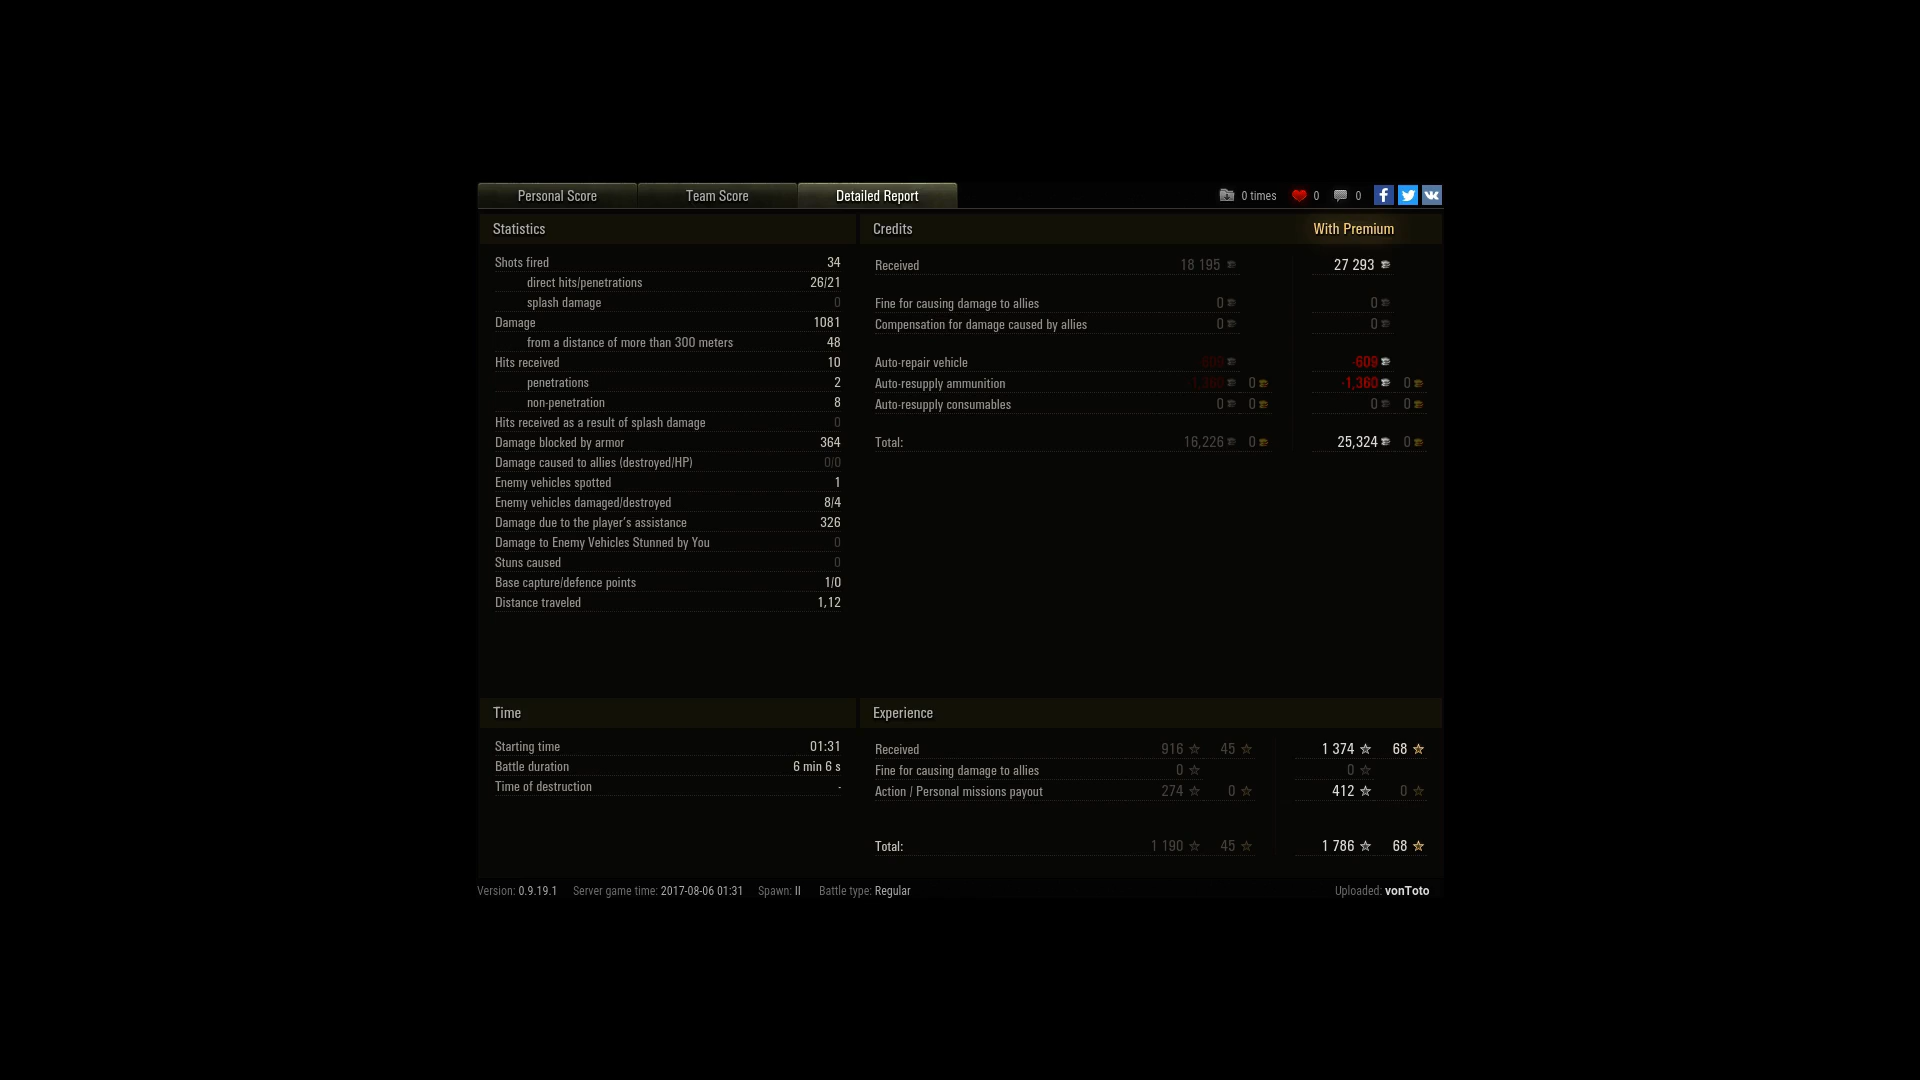 Personal Score Team Score Detailed Report 0 times 0 0
Statistics
Shots fired 34
direct hits/penetrations 26/21
splash damage 0
Damage 1081
from a distance of more than 300 meters 48
Hits received 10
penetrations 2
non-penetration 8
Hits received as a result of splash damage 0
Damage blocked by armor 364
Damage caused to allies (destroyed/HP) 0/0
Enemy vehicles spotted 1
Enemy vehicles damaged/destroyed 8/4
Damage due to the player's assistance 326
Damage to Enemy Vehicles Stunned by You 0
Stuns caused 0
Base capture/defence points 1/0
Distance traveled 1,12
Credits With Premium
Received 18 195 27 293
Fine for causing damage to allies 0 0
Compensation for damage caused by allies 0 0
Auto-repair vehicle -609 -609
Auto-resupply ammunition -1,360 0 -1,360 0
Auto-resupply consumables 0 0 0 0
Total: 16,226 0 25,324 0
Time
Starting time 01:31
Battle duration 6 min 6 s
Time of destruction -
Experience
Received 916 45 1 374 68
Fine for causing damage to allies 0 0
Action / Personal missions payout 274 0 412 0
Total: 1 190 45 1 786 68
Version: 0.9.19.1 Server game time: 2017-08-06 01:31 Spawn: II Battle type: Regular Uploaded: vonToto